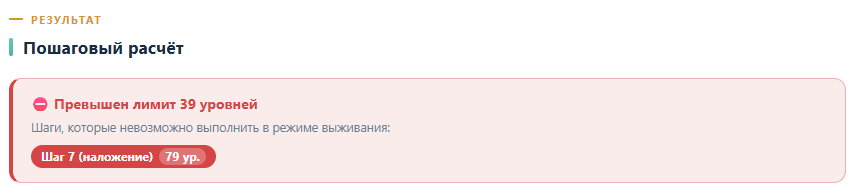 РЕЗУЛЬТАТ
Пошаговый расчёт
Превышен лимит 39 уровней
Шаги, которые невозможно выполнить в режиме выживания:
Шаг 7 (наложение) 79 ур.